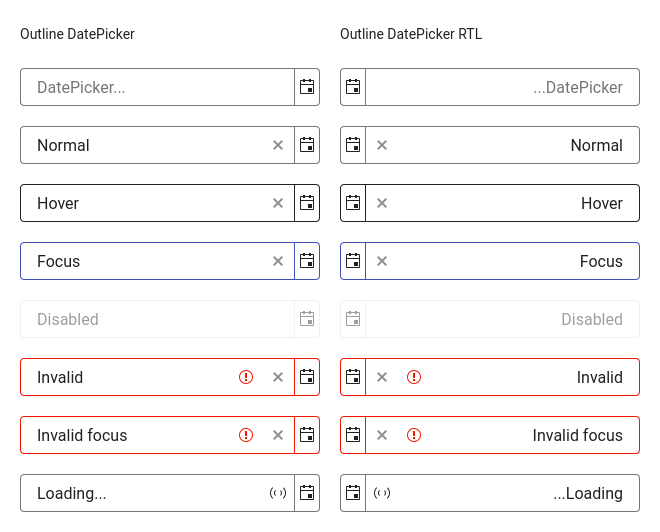 Outline DatePicker
Outline DatePicker RTL
DatePicker...
...DatePicker
Normal
Normal
Hover
Hover
Focus
Focus
Disabled
Disabled
Invalid
Invalid
Invalid focus
Invalid focus
Loading...
...Loading